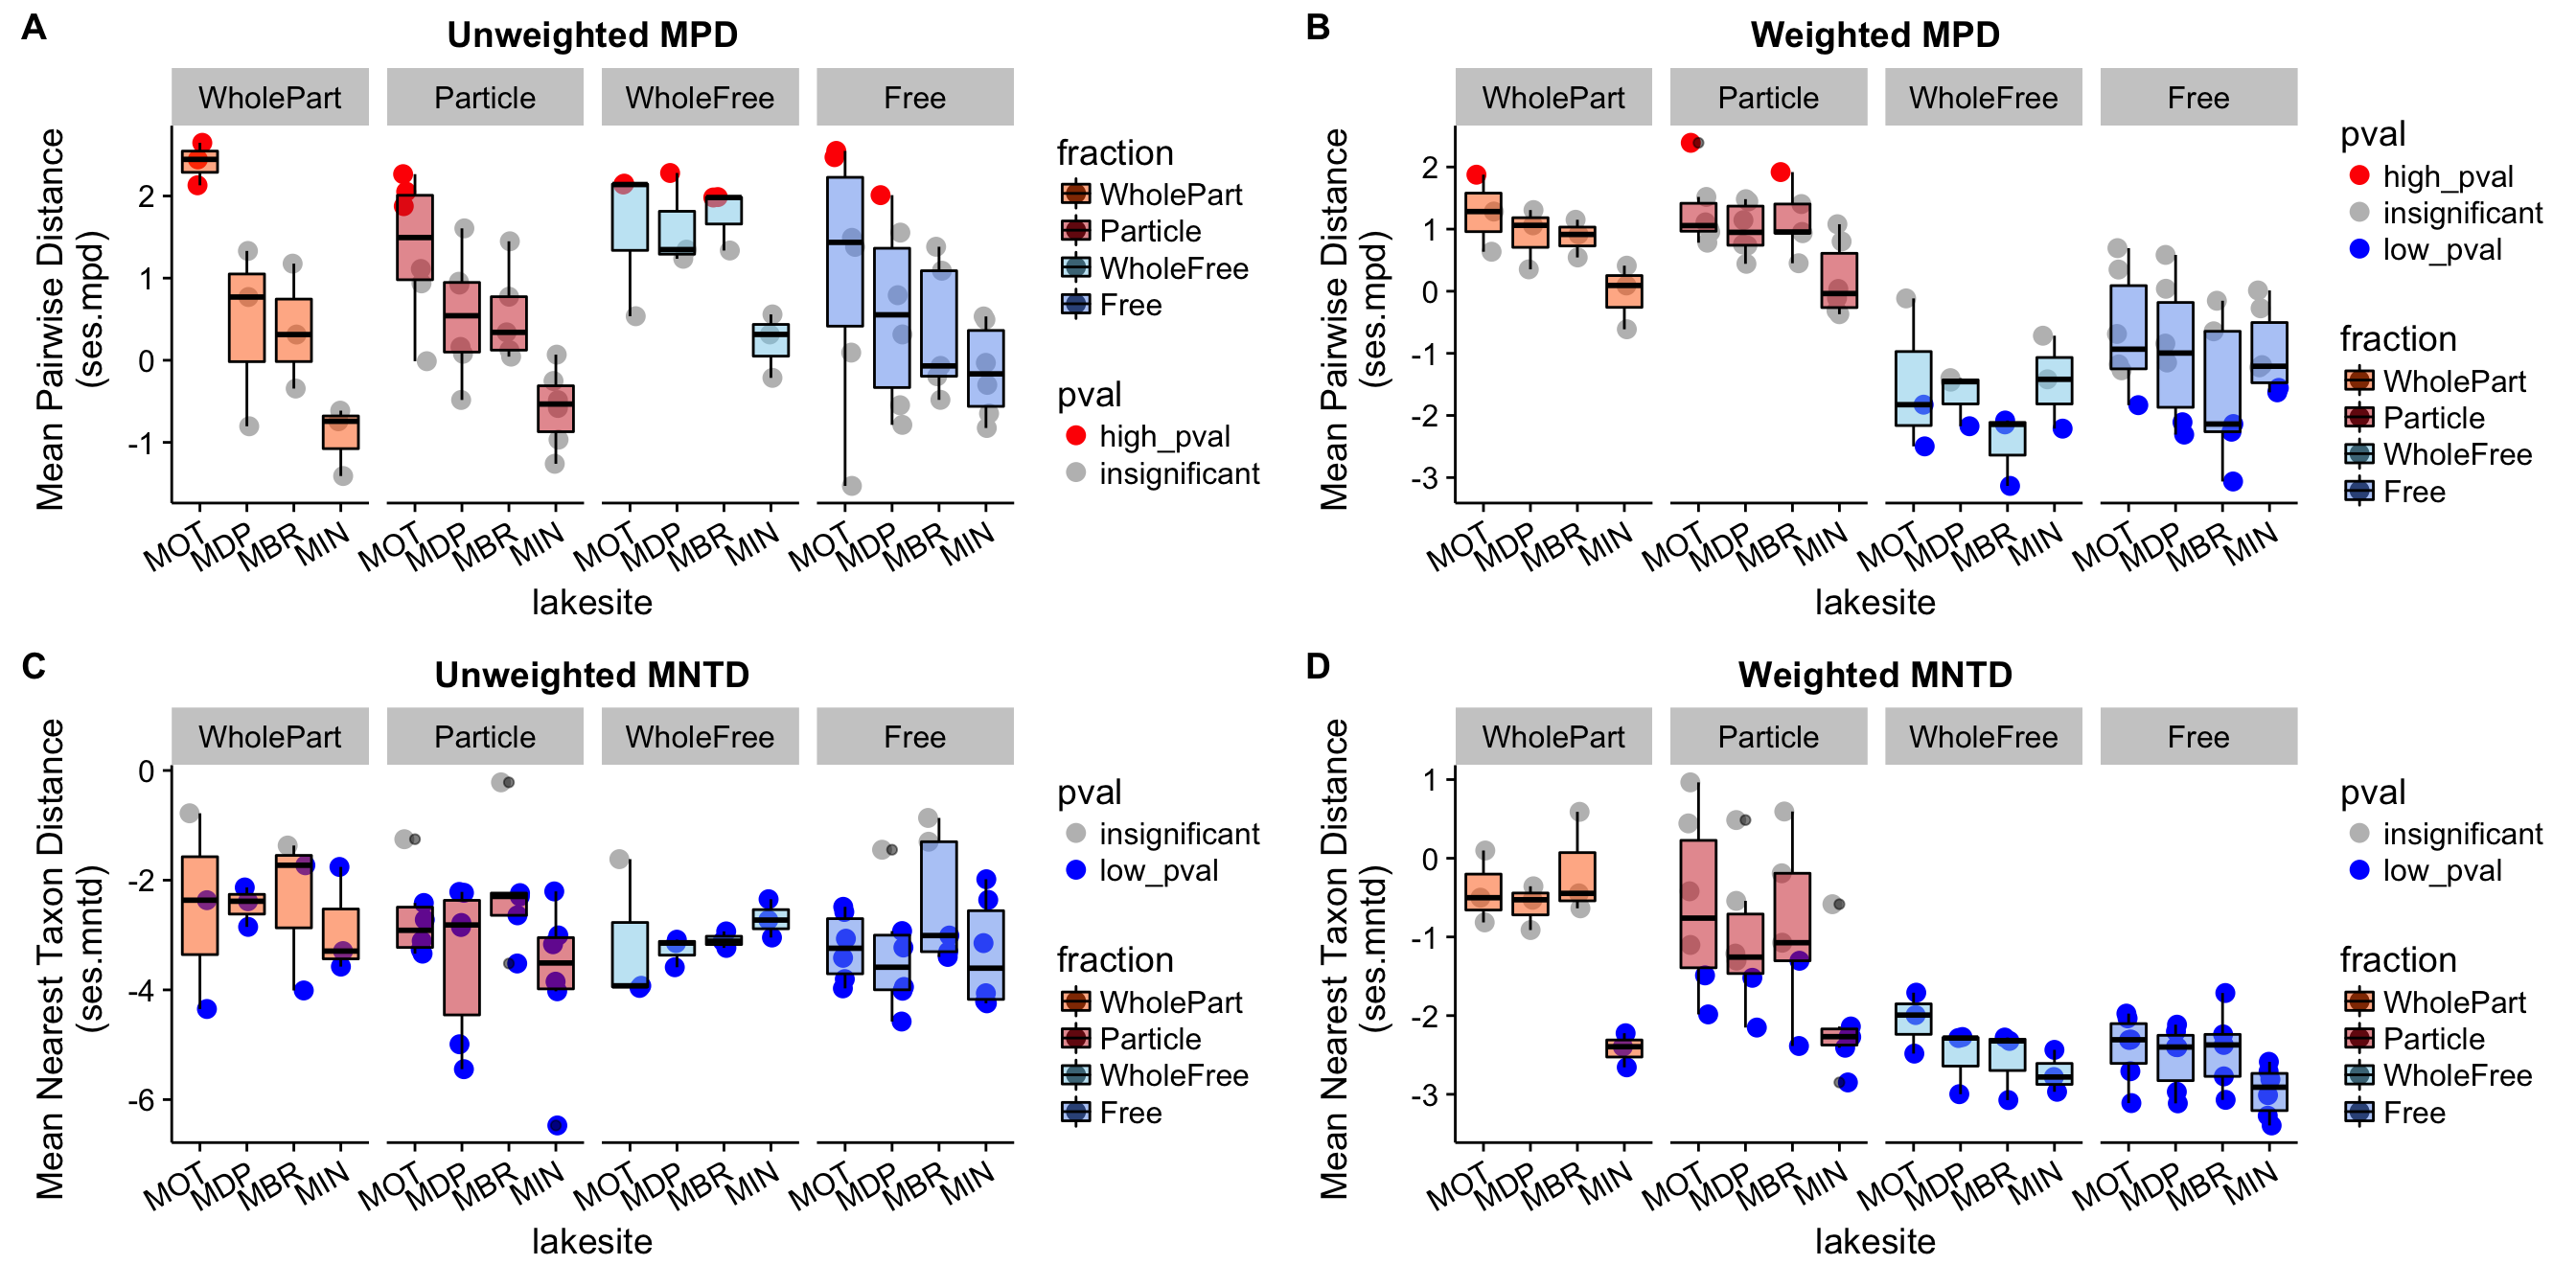 A
Unweighted MPD
WholePart Particle WholeFree Free
Mean Pairwise Distance
(ses.mpd)
2
1
0
-1
MOT MDP MBR MIN MOT MDP MBR MIN MOT MDP MBR MIN MOT MDP MBR MIN
lakesite
fraction
WholePart
Particle
WholeFree
Free
pval
high_pval
insignificant
B
Weighted MPD
WholePart Particle WholeFree Free
Mean Pairwise Distance
(ses.mpd)
2
1
0
-1
-2
-3
MOT MDP MBR MIN MOT MDP MBR MIN MOT MDP MBR MIN MOT MDP MBR MIN
lakesite
pval
high_pval
insignificant
low_pval
fraction
WholePart
Particle
WholeFree
Free
C
Unweighted MNTD
WholePart Particle WholeFree Free
Mean Nearest Taxon Distance
(ses.mntd)
0
-2
-4
-6
MOT MDP MBR MIN MOT MDP MBR MIN MOT MDP MBR MIN MOT MDP MBR MIN
lakesite
pval
insignificant
low_pval
fraction
WholePart
Particle
WholeFree
Free
D
Weighted MNTD
WholePart Particle WholeFree Free
Mean Nearest Taxon Distance
(ses.mntd)
1
0
-1
-2
-3
MOT MDP MBR MIN MOT MDP MBR MIN MOT MDP MBR MIN MOT MDP MBR MIN
lakesite
pval
insignificant
low_pval
fraction
WholePart
Particle
WholeFree
Free